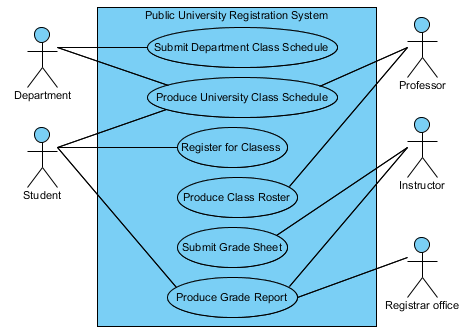 Public University Registration System
Submit Department Class Schedule
Department
Professor
Produce University Class Schedule
Register for Clasess
Student
Instructor
Produce Class Roster
Submit Grade Sheet
Produce Grade Report
Registrar office